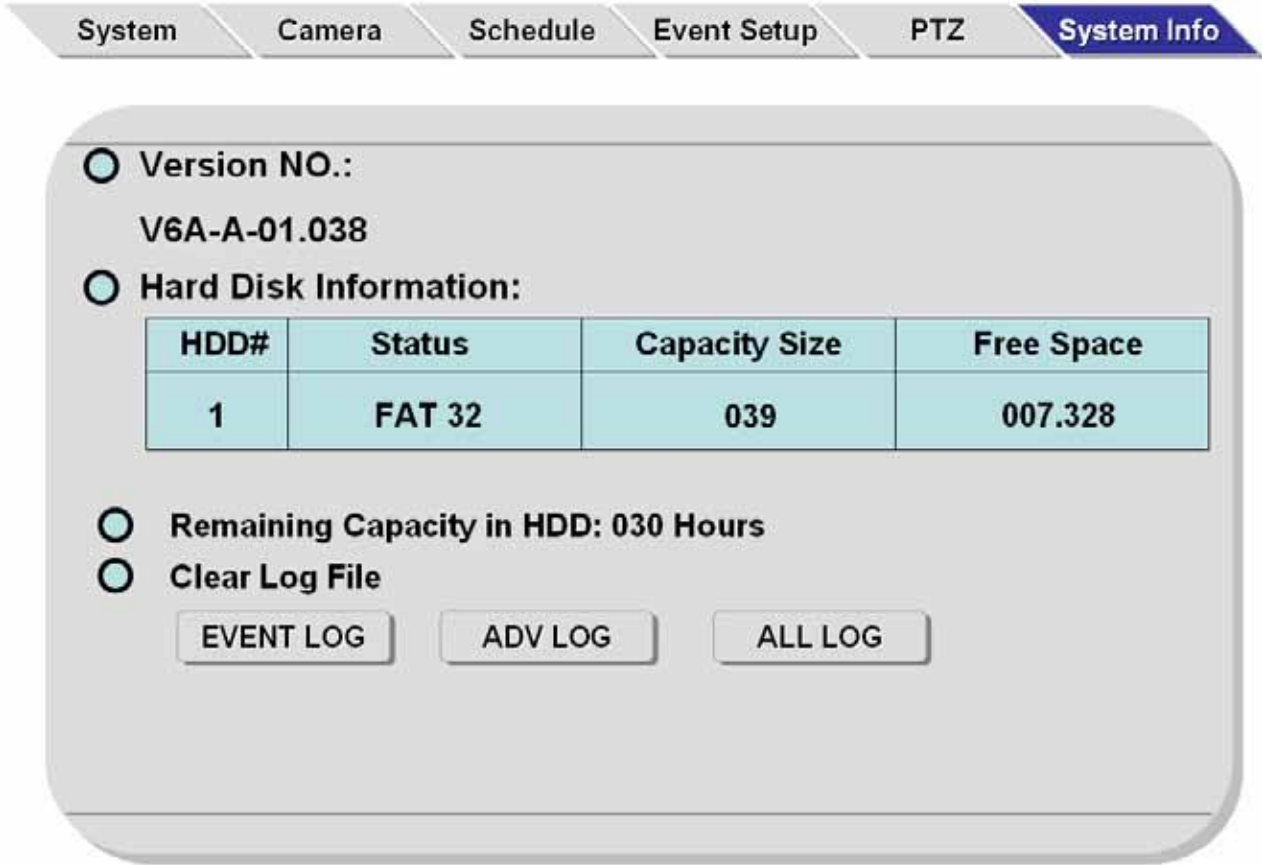 System Camera Schedule Event Setup PTZ System Info
Version NO.:
V6A-A-01.038
Hard Disk Information:
HDD# Status Capacity Size Free Space
1 FAT 32 039 007.328
Remaining Capacity in HDD: 030 Hours
Clear Log File
EVENT LOG ADV LOG ALL LOG